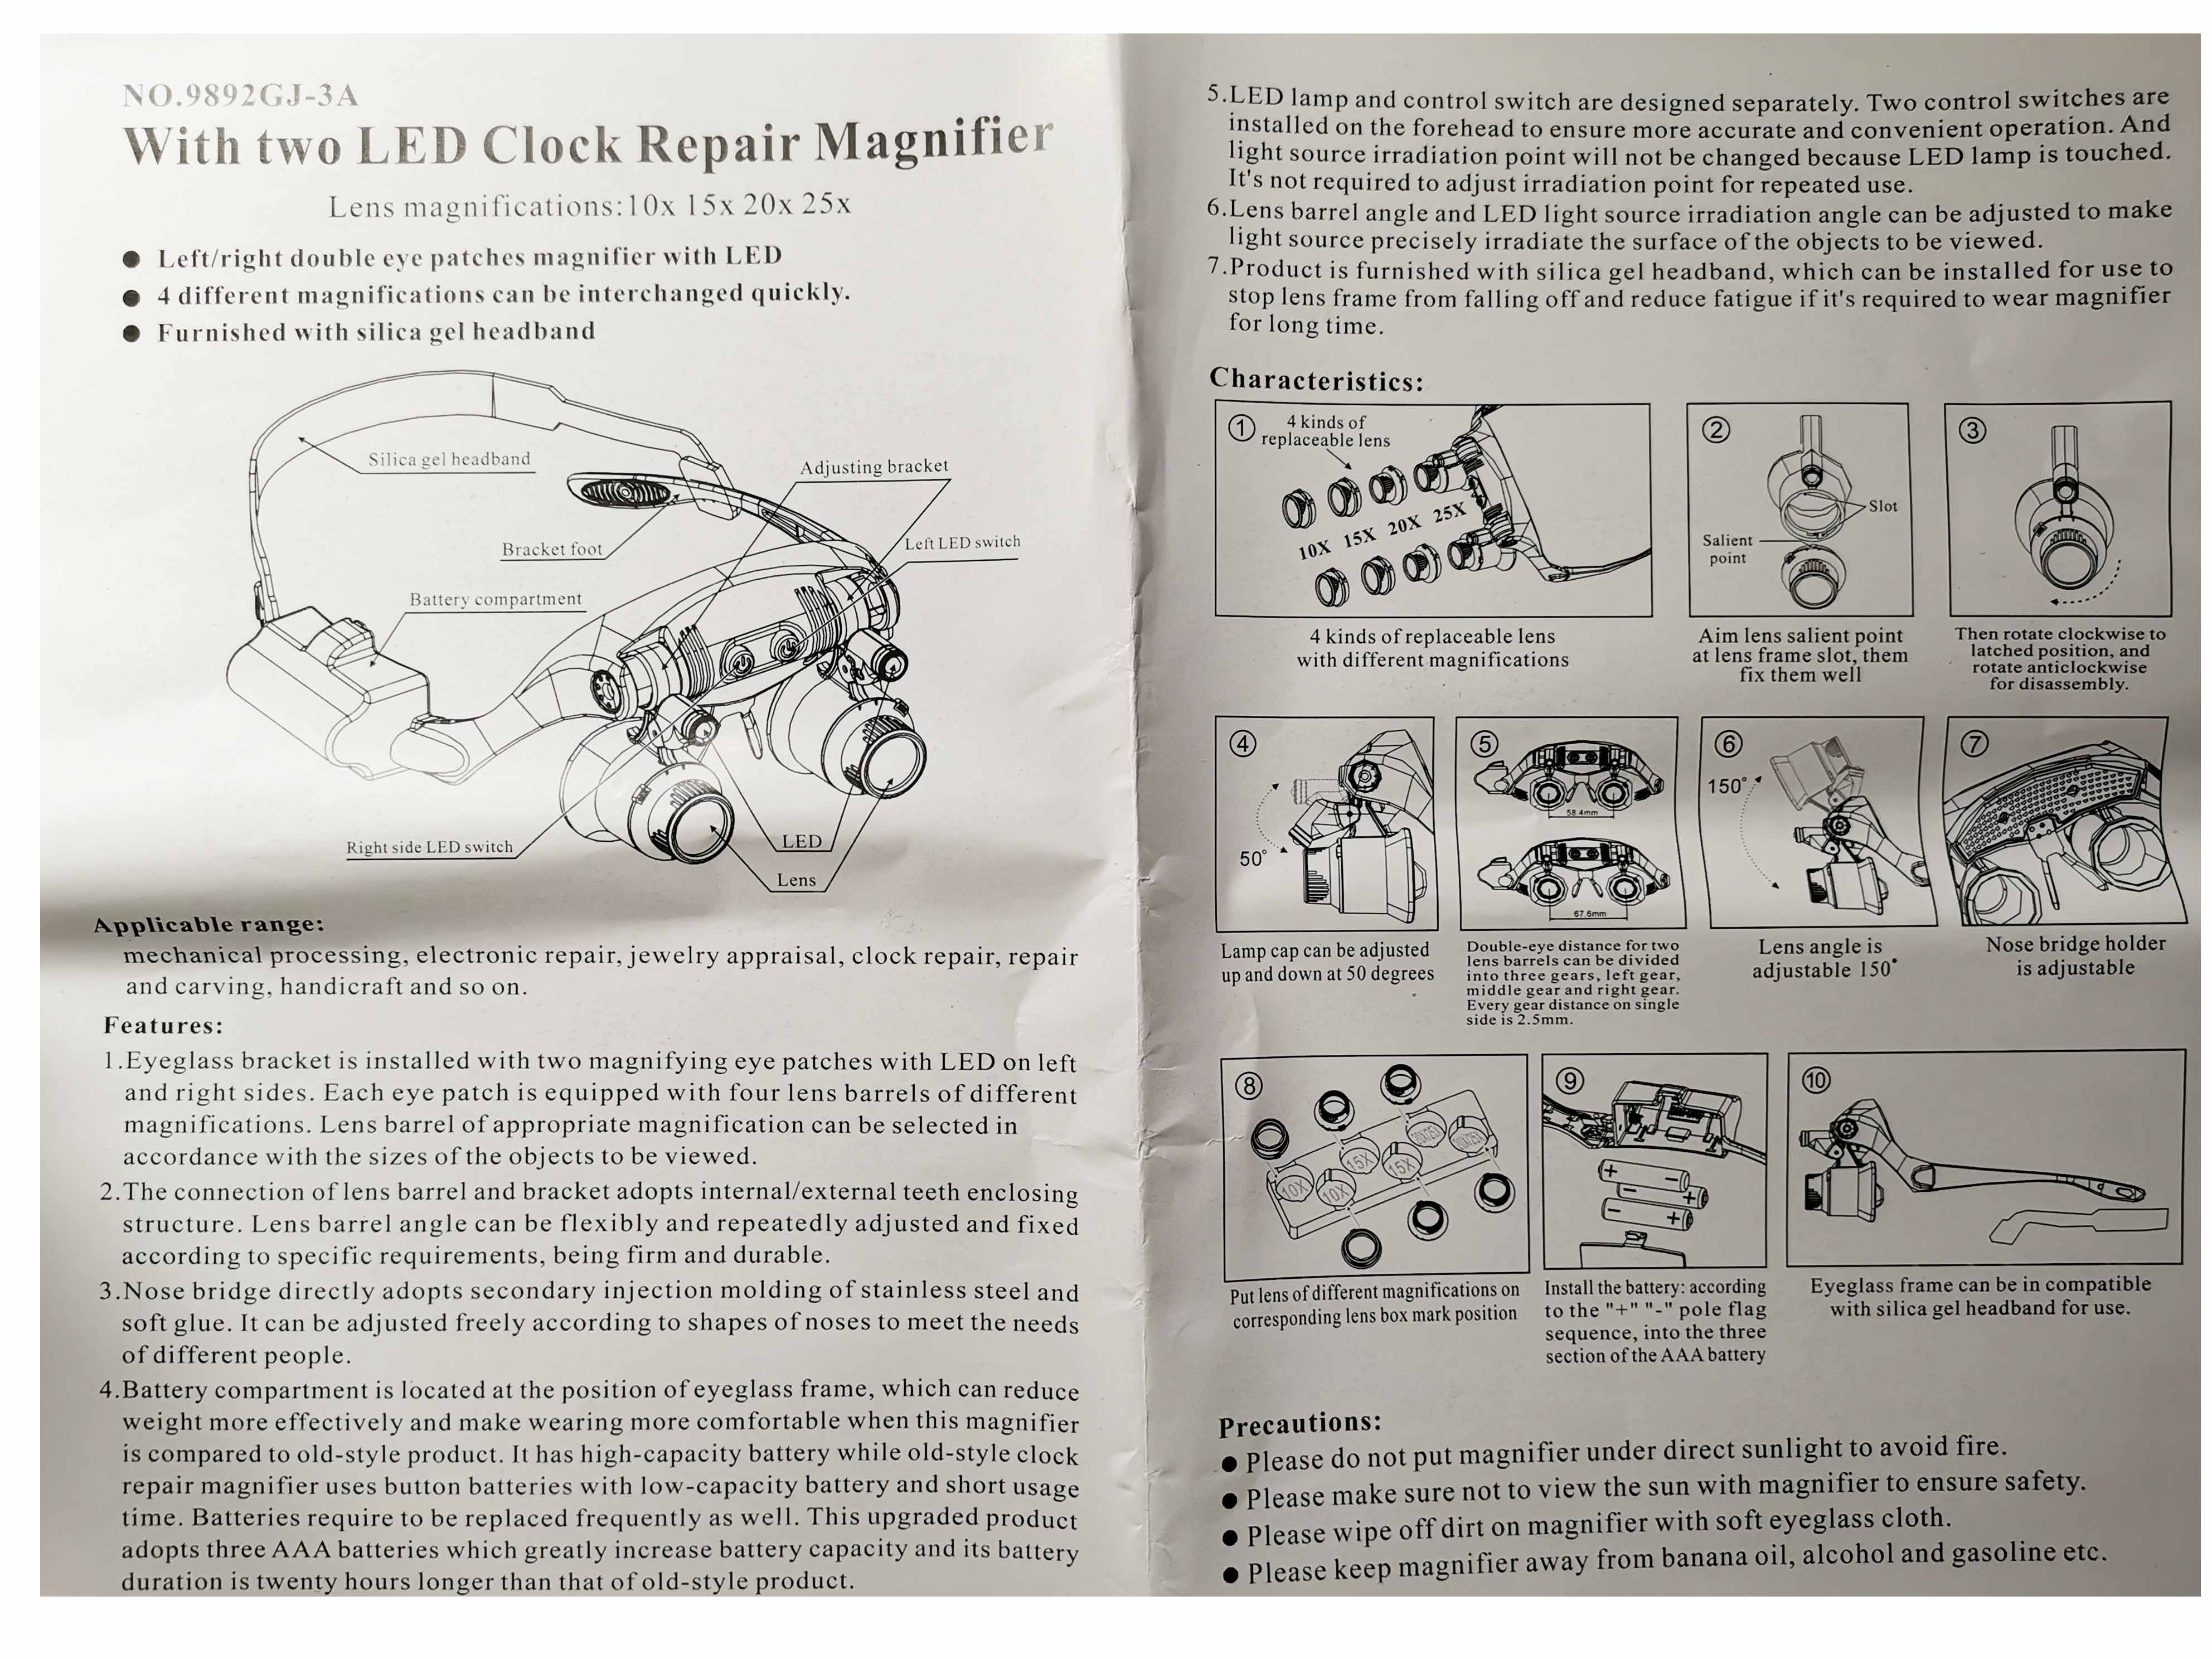 NO.9892GJ-3A
With two LED Clock Repair Magnifier
Lens magnifications:10x 15x 20x 25x
● Left/right double eye patches magnifier with LED
● 4 different magnifications can be interchanged quickly.
● Furnished with silica gel headband
Silica gel headband
Adjusting bracket
Bracket foot
Left LED switch
Battery compartment
Right side LED switch
LED
Lens
Applicable range:
mechanical processing, electronic repair, jewelry appraisal, clock repair, repair
and carving, handicraft and so on.
Features:
1.Eyeglass bracket is installed with two magnifying eye patches with LED on left
and right sides. Each eye patch is equipped with four lens barrels of different
magnifications. Lens barrel of appropriate magnification can be selected in
accordance with the sizes of the objects to be viewed.
2.The connection of lens barrel and bracket adopts internal/external teeth enclosing
structure. Lens barrel angle can be flexibly and repeatedly adjusted and fixed
according to specific requirements, being firm and durable.
3.Nose bridge directly adopts secondary injection molding of stainless steel and
soft glue. It can be adjusted freely according to shapes of noses to meet the needs
of different people.
4.Battery compartment is located at the position of eyeglass frame, which can reduce
weight more effectively and make wearing more comfortable when this magnifier
is compared to old-style product. It has high-capacity battery while old-style clock
repair magnifier uses button batteries with low-capacity battery and short usage
time. Batteries require to be replaced frequently as well. This upgraded product
adopts three AAA batteries which greatly increase battery capacity and its battery
duration is twenty hours longer than that of old-style product.
5.LED lamp and control switch are designed separately. Two control switches are
installed on the forehead to ensure more accurate and convenient operation. And
light source irradiation point will not be changed because LED lamp is touched.
It's not required to adjust irradiation point for repeated use.
6.Lens barrel angle and LED light source irradiation angle can be adjusted to make
light source precisely irradiate the surface of the objects to be viewed.
7.Product is furnished with silica gel headband, which can be installed for use to
stop lens frame from falling off and reduce fatigue if it's required to wear magnifier
for long time.
Characteristics:
①
4 kinds of
replaceable lens
10X 15X 20X 25X
4 kinds of replaceable lens
with different magnifications
②
Slot
Salient
point
Aim lens salient point
at lens frame slot, them
fix them well
③
Then rotate clockwise to
latched position, and
rotate anticlockwise
for disassembly.
④
50°
Lamp cap can be adjusted
up and down at 50 degrees
⑤
58.4mm
67.6mm
Double-eye distance for two
lens barrels can be divided
into three gears, left gear,
middle gear and right gear.
Every gear distance on single
side is 2.5mm.
⑥
150°
Lens angle is
adjustable 150°
⑦
Nose bridge holder
is adjustable
⑧
10X 10X 15X 15X
Put lens of different magnifications on
corresponding lens box mark position
⑨
+ -
- +
- +
Install the battery: according
to the "+" "-" pole flag
sequence, into the three
section of the AAA battery
⑩
Eyeglass frame can be in compatible
with silica gel headband for use.
Precautions:
● Please do not put magnifier under direct sunlight to avoid fire.
● Please make sure not to view the sun with magnifier to ensure safety.
● Please wipe off dirt on magnifier with soft eyeglass cloth.
● Please keep magnifier away from banana oil, alcohol and gasoline etc.